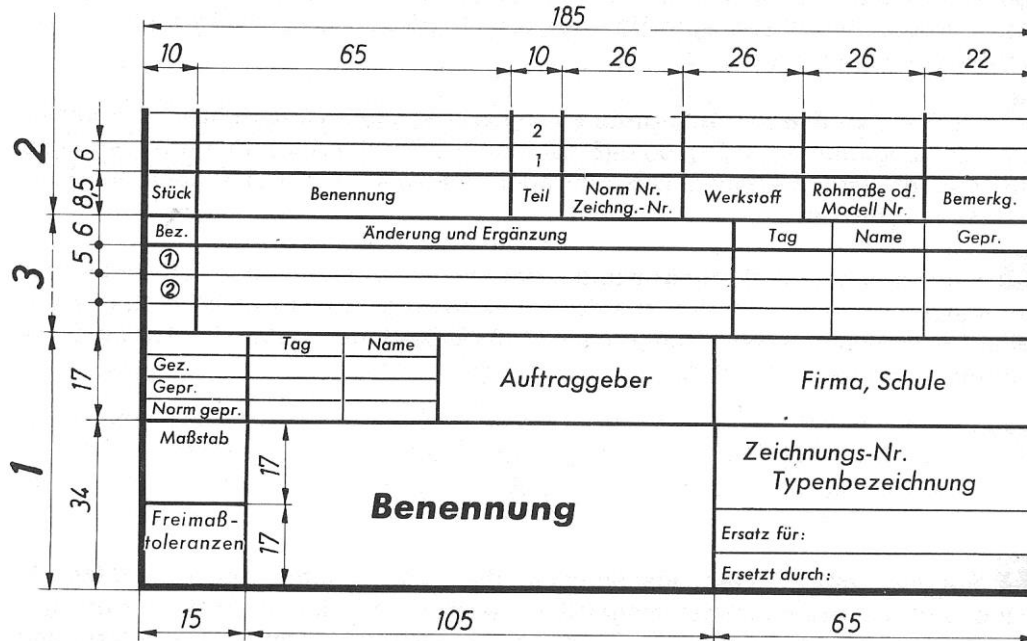 185
10 65 10 26 26 26 22
2
1
2
6
8,5
Stück Benennung Teil Norm Nr. Zeichng.-Nr. Werkstoff Rohmaße od. Modell Nr. Bemerkg.
3
6
5
Bez. Änderung und Ergänzung Tag Name Gepr.
①
②
1
17
Tag Name
Gez.
Gepr.
Norm gepr.
Auftraggeber
Firma, Schule
34
Maßstab
17
Freimaß-
toleranzen
17
Benennung
Zeichnungs-Nr.
Typenbezeichnung
Ersatz für:
Ersetzt durch:
15 105 65